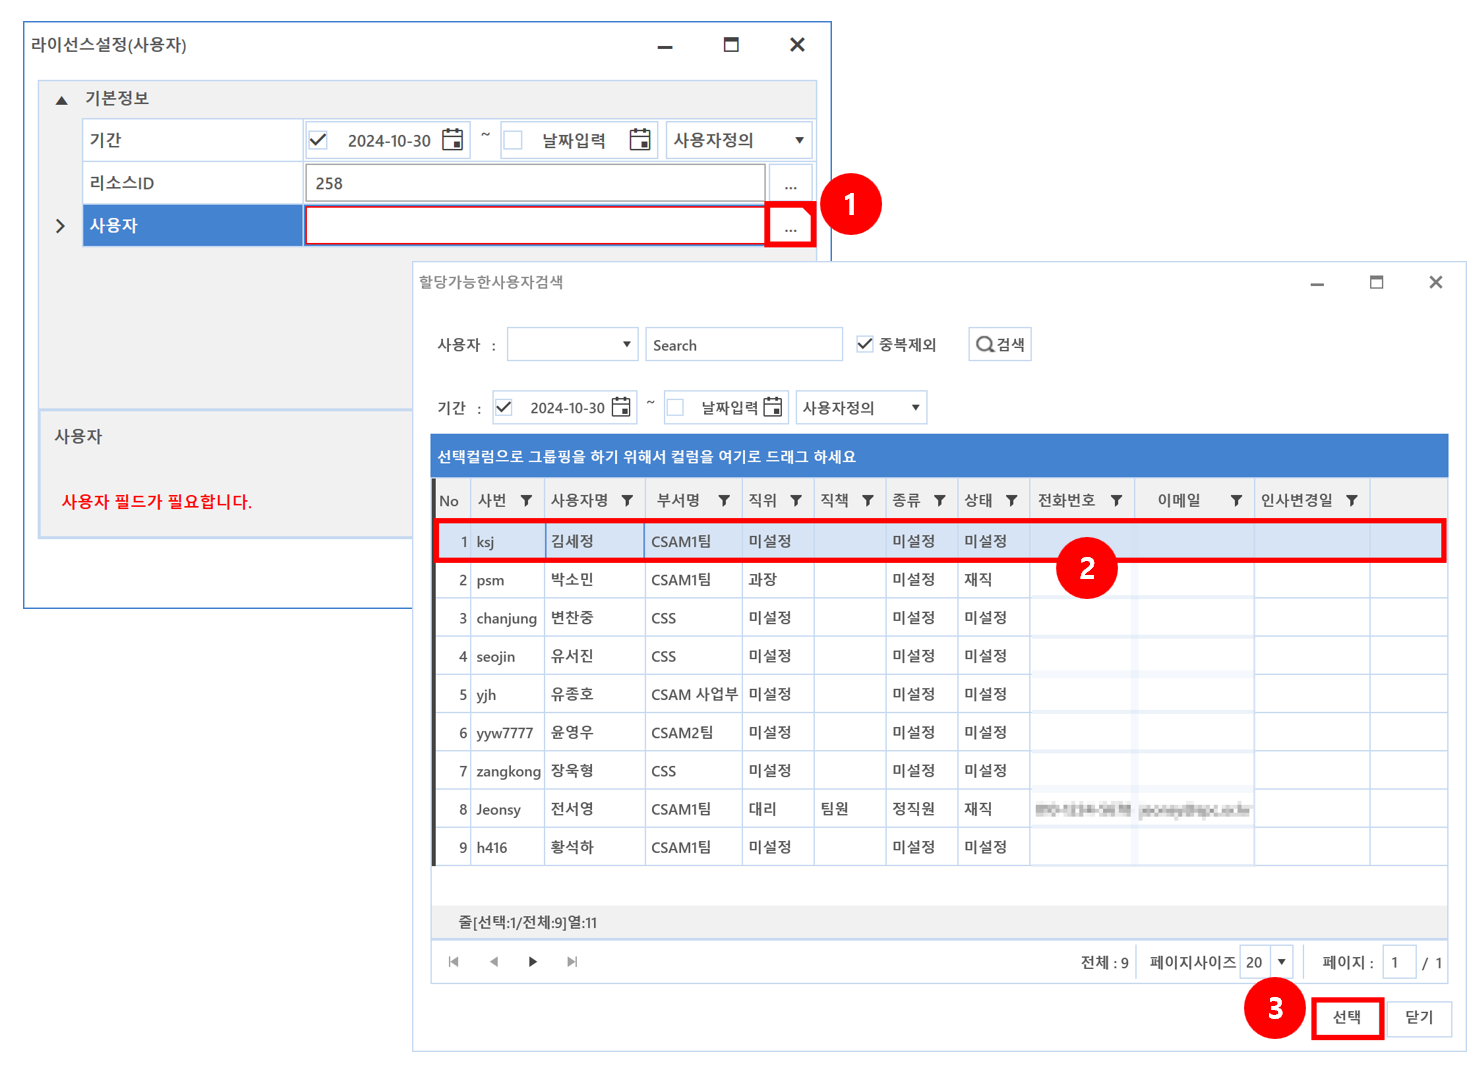 라이선스설정(사용자)
기본정보
기간 2024-10-30 ~ 날짜입력 사용자정의
리소스ID 258 ...
사용자 ...
1
할당가능한사용자검색
사용자 : Search 중복제외 검색
기간 : 2024-10-30 ~ 날짜입력 사용자정의
사용자
사용자 필드가 필요합니다.
선택컬럼으로 그룹핑을 하기 위해서 컬럼을 여기로 드래그 하세요
No 사번 사용자명 부서명 직위 직책 종류 상태 전화번호 이메일 인사변경일
1 ksj 김세정 CSAM1팀 미설정 미설정 미설정
2
2 psm 박소민 CSAM1팀 과장 미설정 재직
3 chanjung 변찬중 CSS 미설정 미설정 미설정
4 seojin 유서진 CSS 미설정 미설정 미설정
5 yjh 유종호 CSAM 사업부 미설정 미설정 미설정
6 yyw7777 윤영우 CSAM2팀 미설정 미설정 미설정
7 zangkong 장욱형 CSS 미설정 미설정 미설정
8 Jeonsy 전서영 CSAM1팀 대리 팀원 정직원 재직
9 h416 황석하 CSAM1팀 미설정 미설정 미설정
줄[선택:1/전체:9]열:11
전체 : 9 페이지사이즈 20 페이지 : 1 / 1
3
선택 닫기